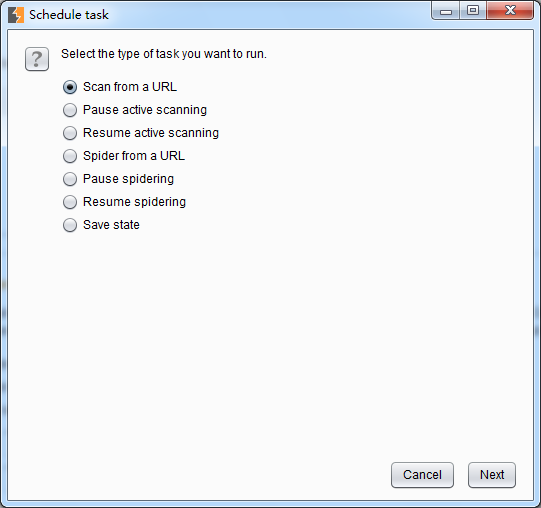 Schedule task
?
Select the type of task you want to run.
Scan from a URL
Pause active scanning
Resume active scanning
Spider from a URL
Pause spidering
Resume spidering
Save state
Cancel Next